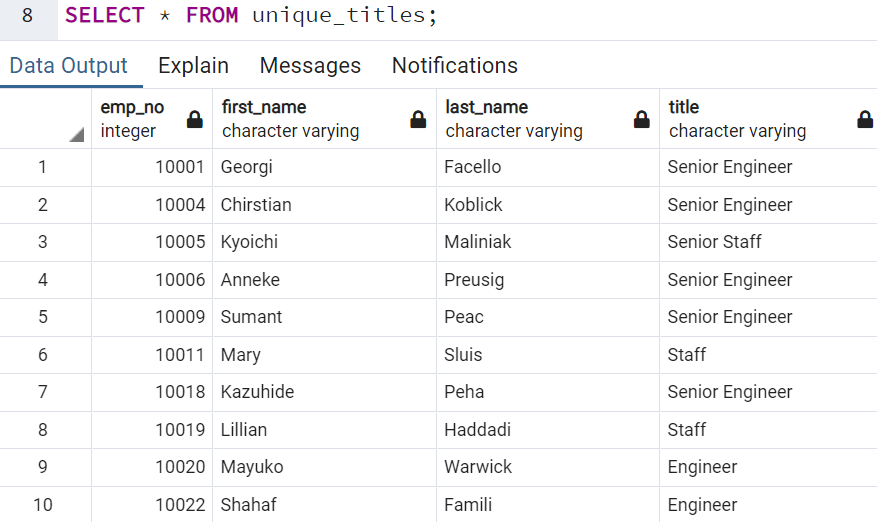 8 SELECT * FROM unique_titles;
Data Output Explain Messages Notifications
emp_no first_name last_name title
integer character varying character varying character varying
1 10001 Georgi Facello Senior Engineer
2 10004 Chirstian Koblick Senior Engineer
3 10005 Kyoichi Maliniak Senior Staff
4 10006 Anneke Preusig Senior Engineer
5 10009 Sumant Peac Senior Engineer
6 10011 Mary Sluis Staff
7 10018 Kazuhide Peha Senior Engineer
8 10019 Lillian Haddadi Staff
9 10020 Mayuko Warwick Engineer
10 10022 Shahaf Famili Engineer